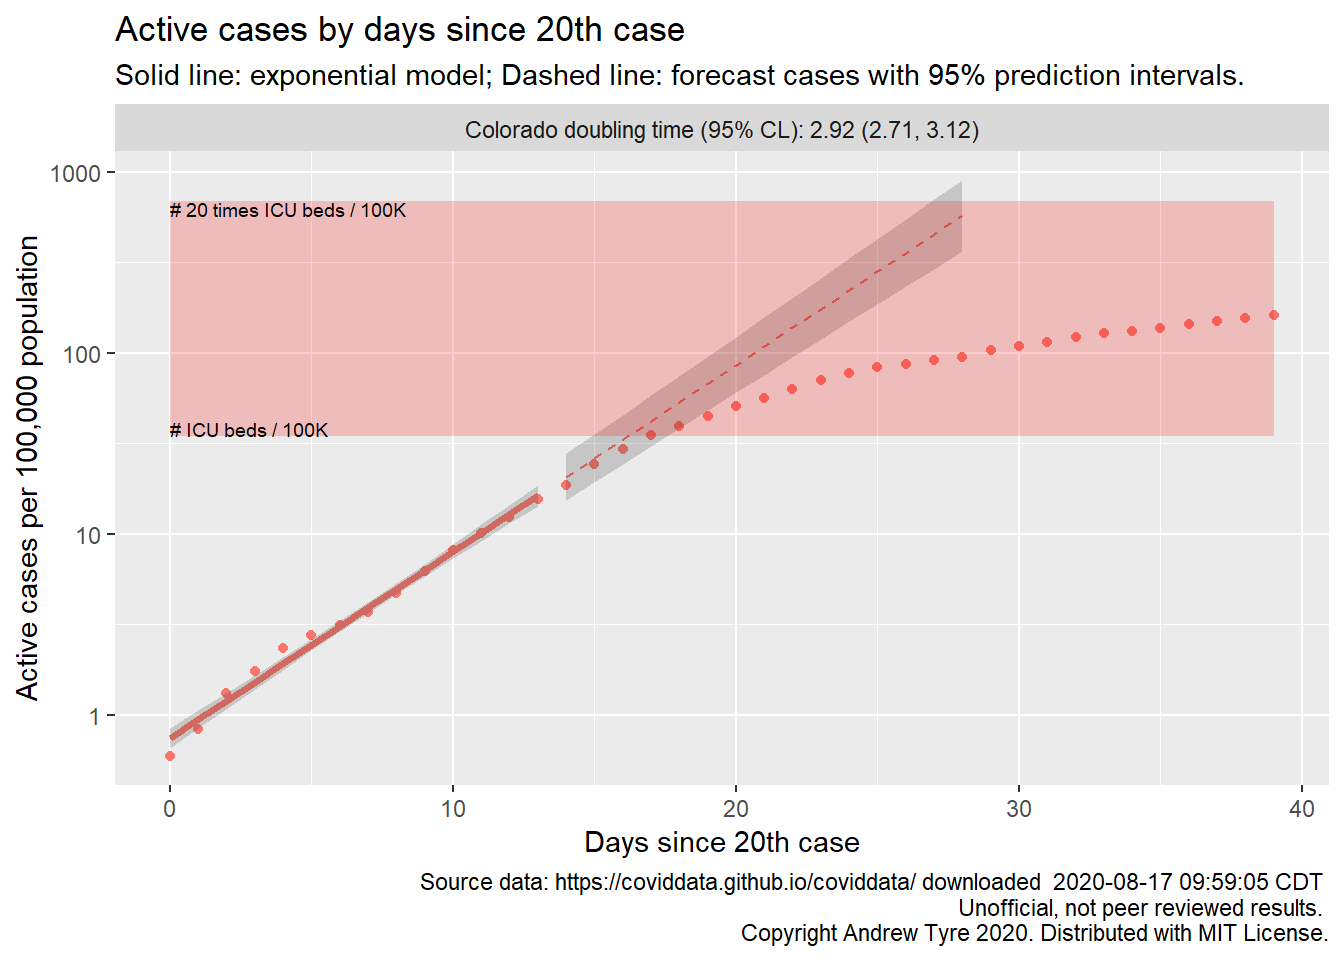 Active cases by days since 20th case
Solid line: exponential model; Dashed line: forecast cases with 95% prediction intervals.
Colorado doubling time (95% CL): 2.92 (2.71, 3.12)
Active cases per 100,000 population
1000
100
10
1
# 20 times ICU beds / 100K
# ICU beds / 100K
0
10
20
30
40
Days since 20th case
Source data: https://coviddata.github.io/coviddata/ downloaded  2020-08-17 09:59:05 CDT
Unofficial, not peer reviewed results.
Copyright Andrew Tyre 2020. Distributed with MIT License.